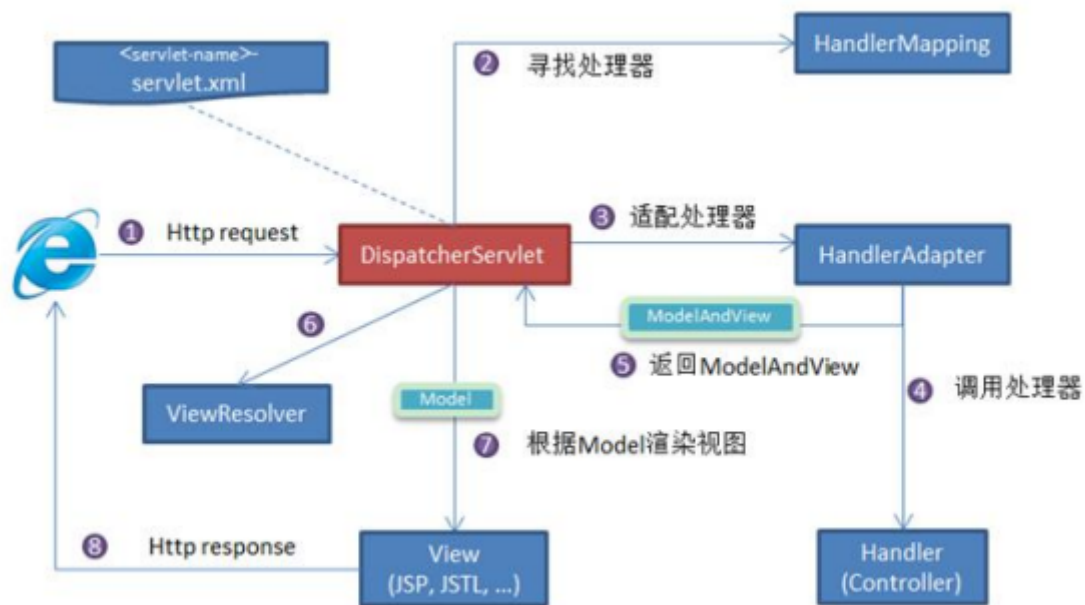 <servlet-name>-
servlet.xml
HandlerMapping
❷ 寻找处理器
❶ Http request
DispatcherServlet
❸ 适配处理器
HandlerAdapter
ModelAndView
❺ 返回ModelAndView
❹ 调用处理器
❻
ViewResolver
Model
❼ 根据Model渲染视图
❽ Http response
View
(JSP, JSTL, ...)
Handler
(Controller)